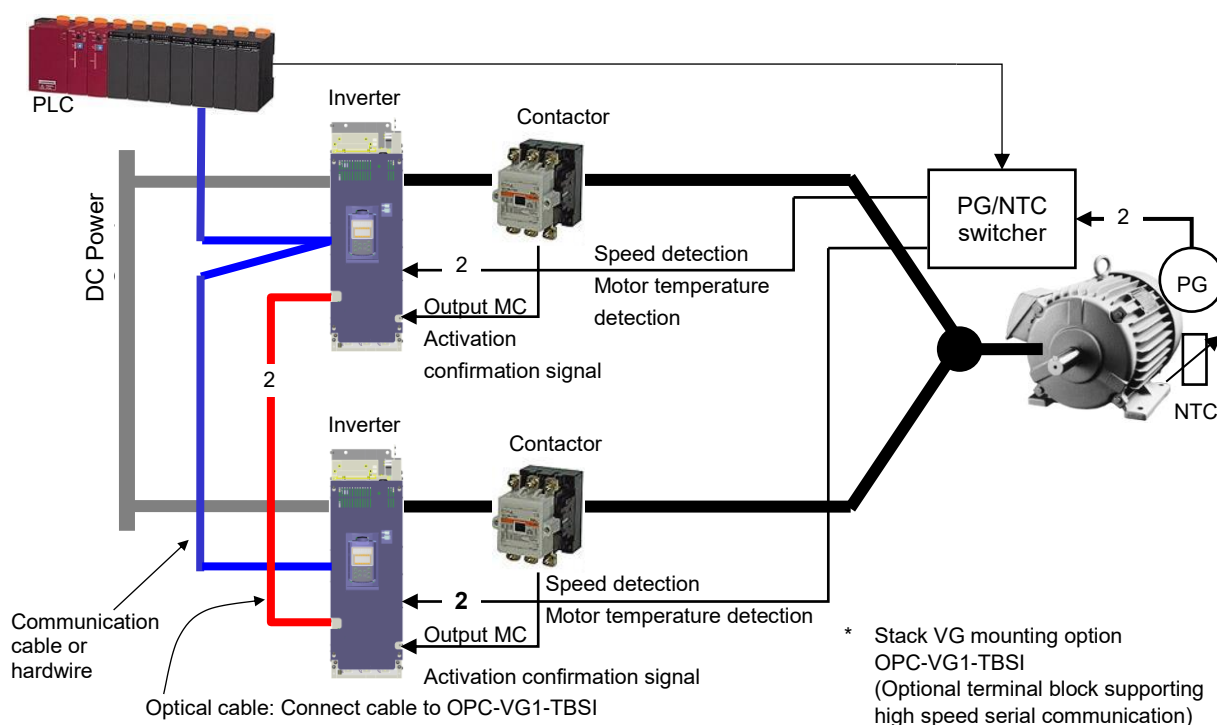 PLC
Inverter
Contactor
DC Power
PG/NTC
switcher
2
PG
NTC
2
Speed detection
Motor temperature
detection
Output MC
Activation
confirmation signal
2
Inverter
Contactor
2
Speed detection
Motor temperature detection
Output MC
Activation confirmation signal
Communication
cable or
hardwire
Optical cable: Connect cable to OPC-VG1-TBSI
* Stack VG mounting option
OPC-VG1-TBSI
(Optional terminal block supporting
high speed serial communication)